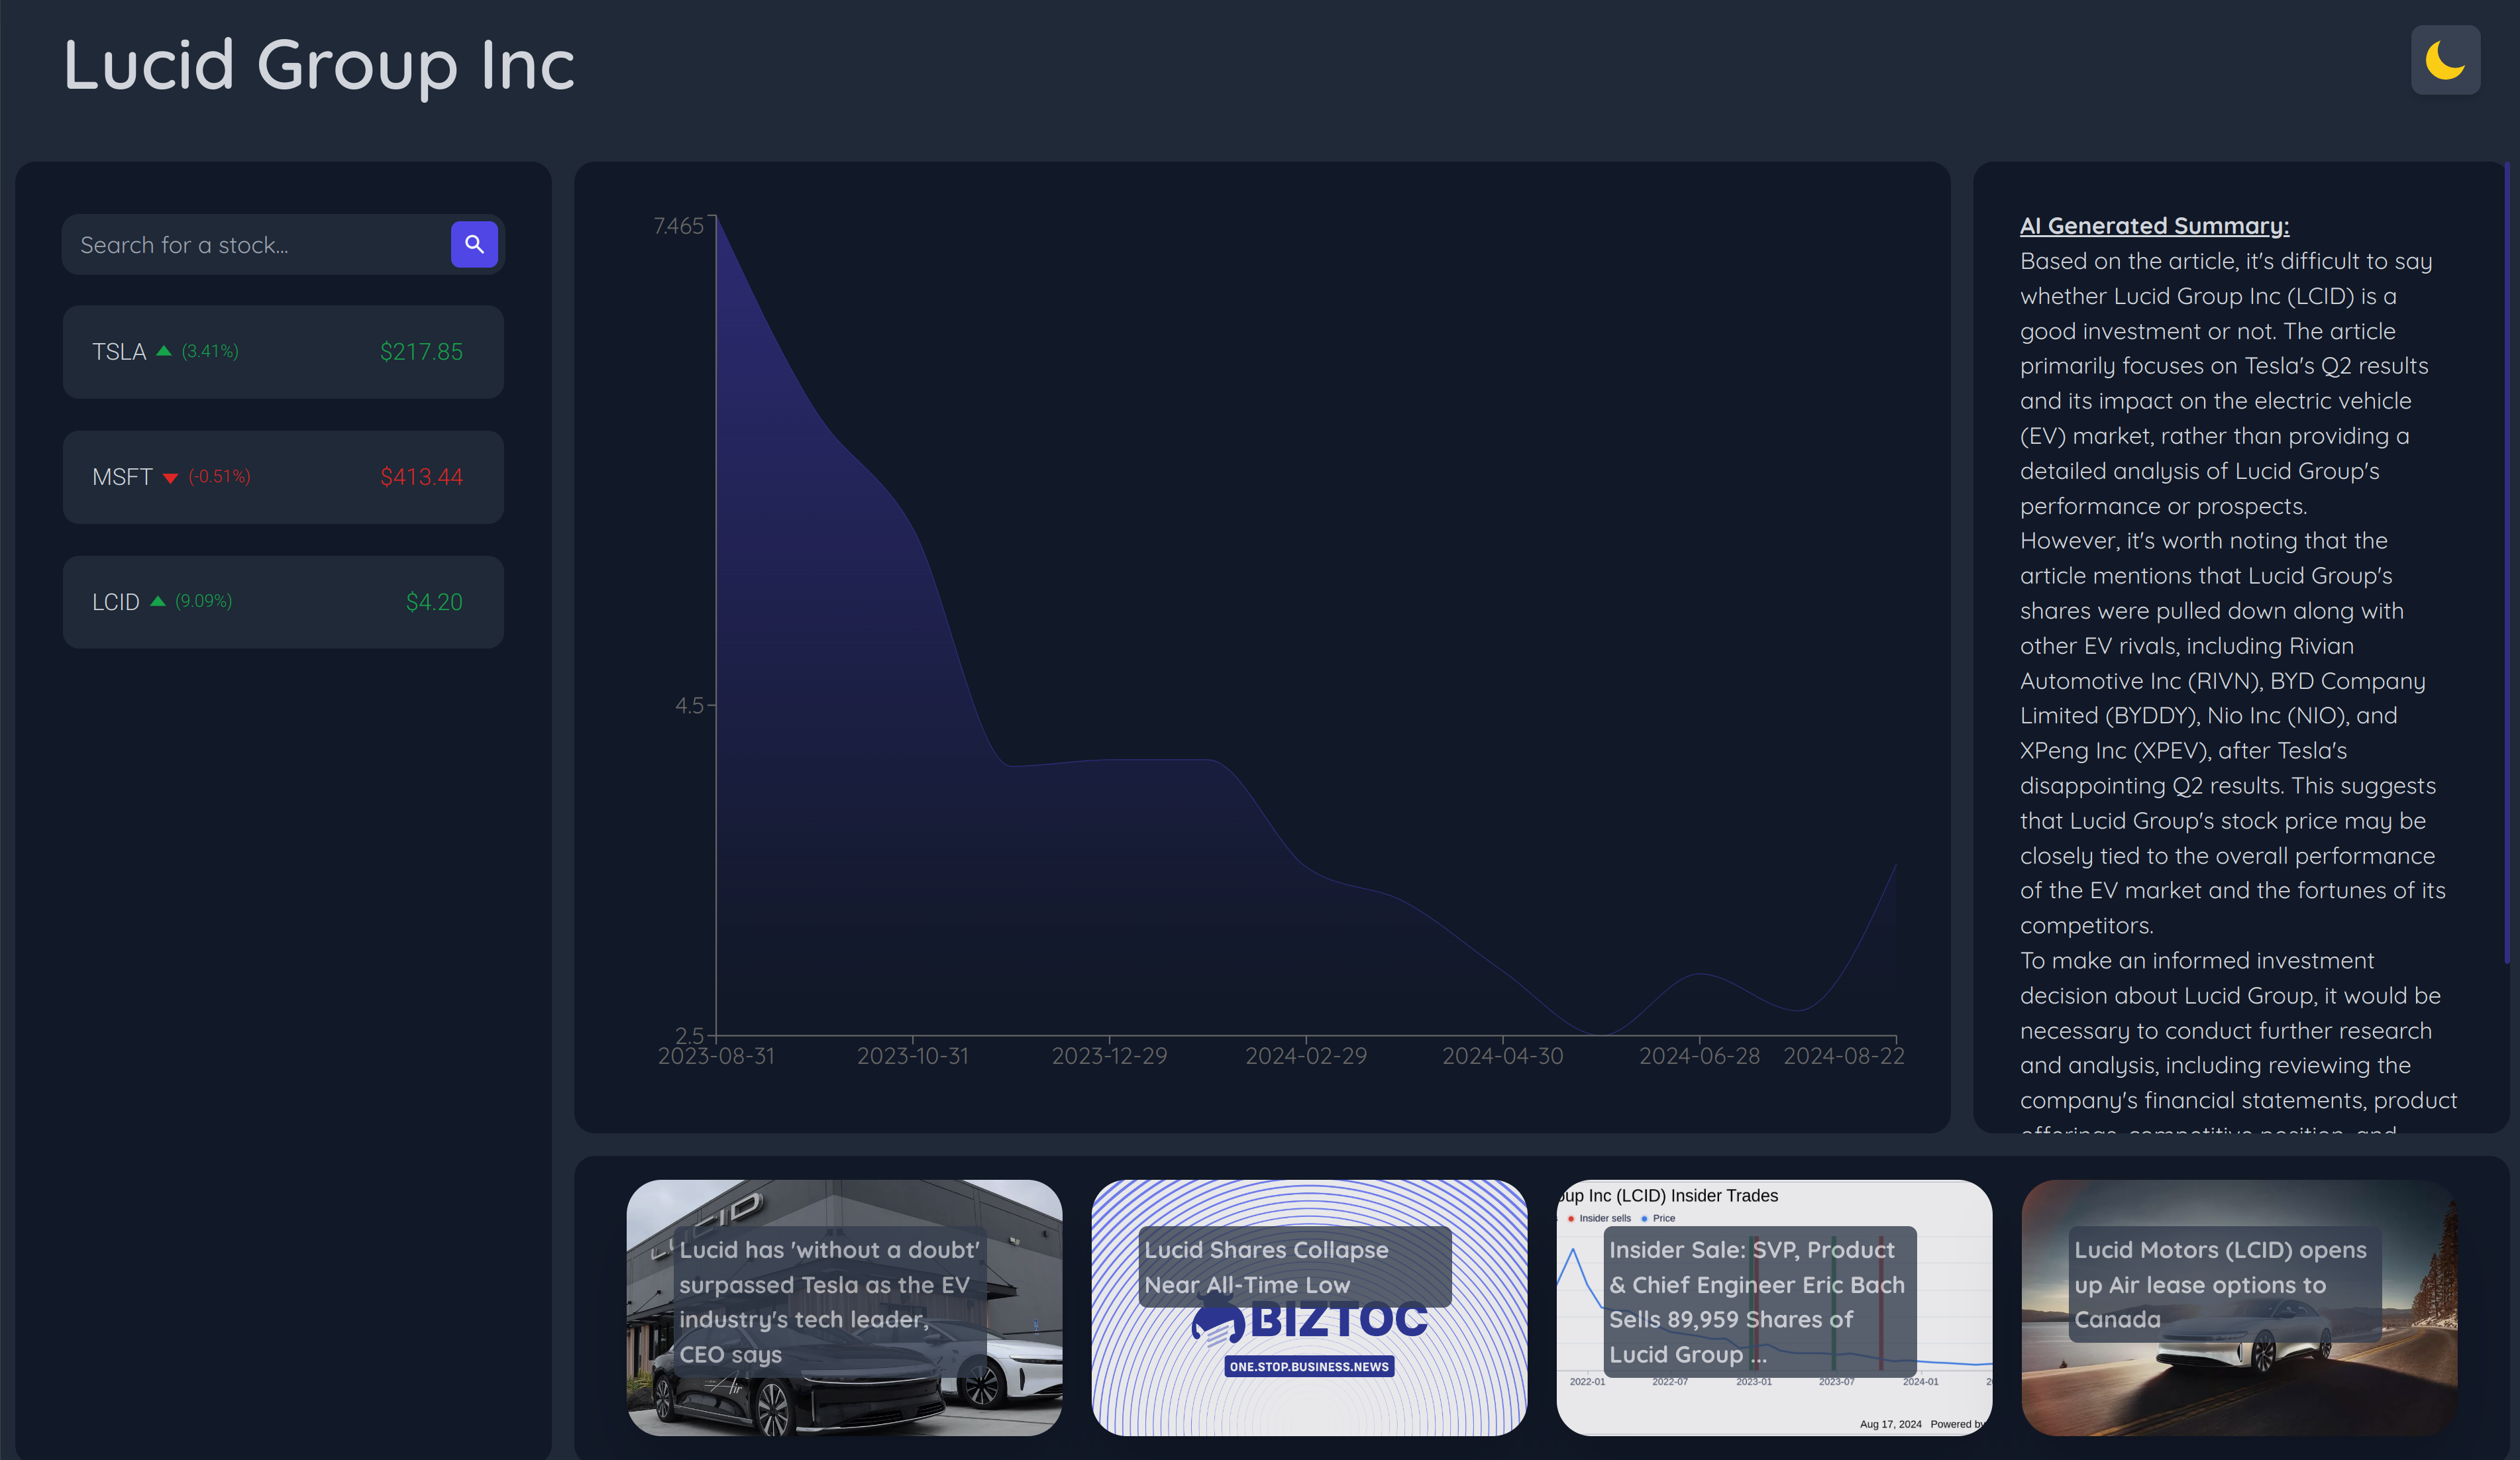 Lucid Group Inc
Search for a stock...
TSLA ▲ (3.41%) $217.85
MSFT ▼ (-0.51%) $413.44
LCID ▲ (9.09%) $4.20
7.465
4.5
2.5
2023-08-31 2023-10-31 2023-12-29 2024-02-29 2024-04-30 2024-06-28 2024-08-22
AI Generated Summary:
Based on the article, it's difficult to say
whether Lucid Group Inc (LCID) is a
good investment or not. The article
primarily focuses on Tesla's Q2 results
and its impact on the electric vehicle
(EV) market, rather than providing a
detailed analysis of Lucid Group's
performance or prospects.
However, it's worth noting that the
article mentions that Lucid Group's
shares were pulled down along with
other EV rivals, including Rivian
Automotive Inc (RIVN), BYD Company
Limited (BYDDY), Nio Inc (NIO), and
XPeng Inc (XPEV), after Tesla's
disappointing Q2 results. This suggests
that Lucid Group's stock price may be
closely tied to the overall performance
of the EV market and the fortunes of its
competitors.
To make an informed investment
decision about Lucid Group, it would be
necessary to conduct further research
and analysis, including reviewing the
company's financial statements, product
offerings, competitive position, and
LUCID
Lucid has 'without a doubt'
surpassed Tesla as the EV
industry's tech leader,
CEO says
Air
Lucid Shares Collapse
Near All-Time Low
BIZTOC
ONE.STOP.BUSINESS.NEWS
oup Inc (LCID) Insider Trades
Insider sells Price
Insider Sale: SVP, Product
& Chief Engineer Eric Bach
Sells 89,959 Shares of
Lucid Group ...
2022-01 2022-07 2023-01 2023-07 2024-01
Aug 17, 2024 Powered by
Lucid Motors (LCID) opens
up Air lease options to
Canada